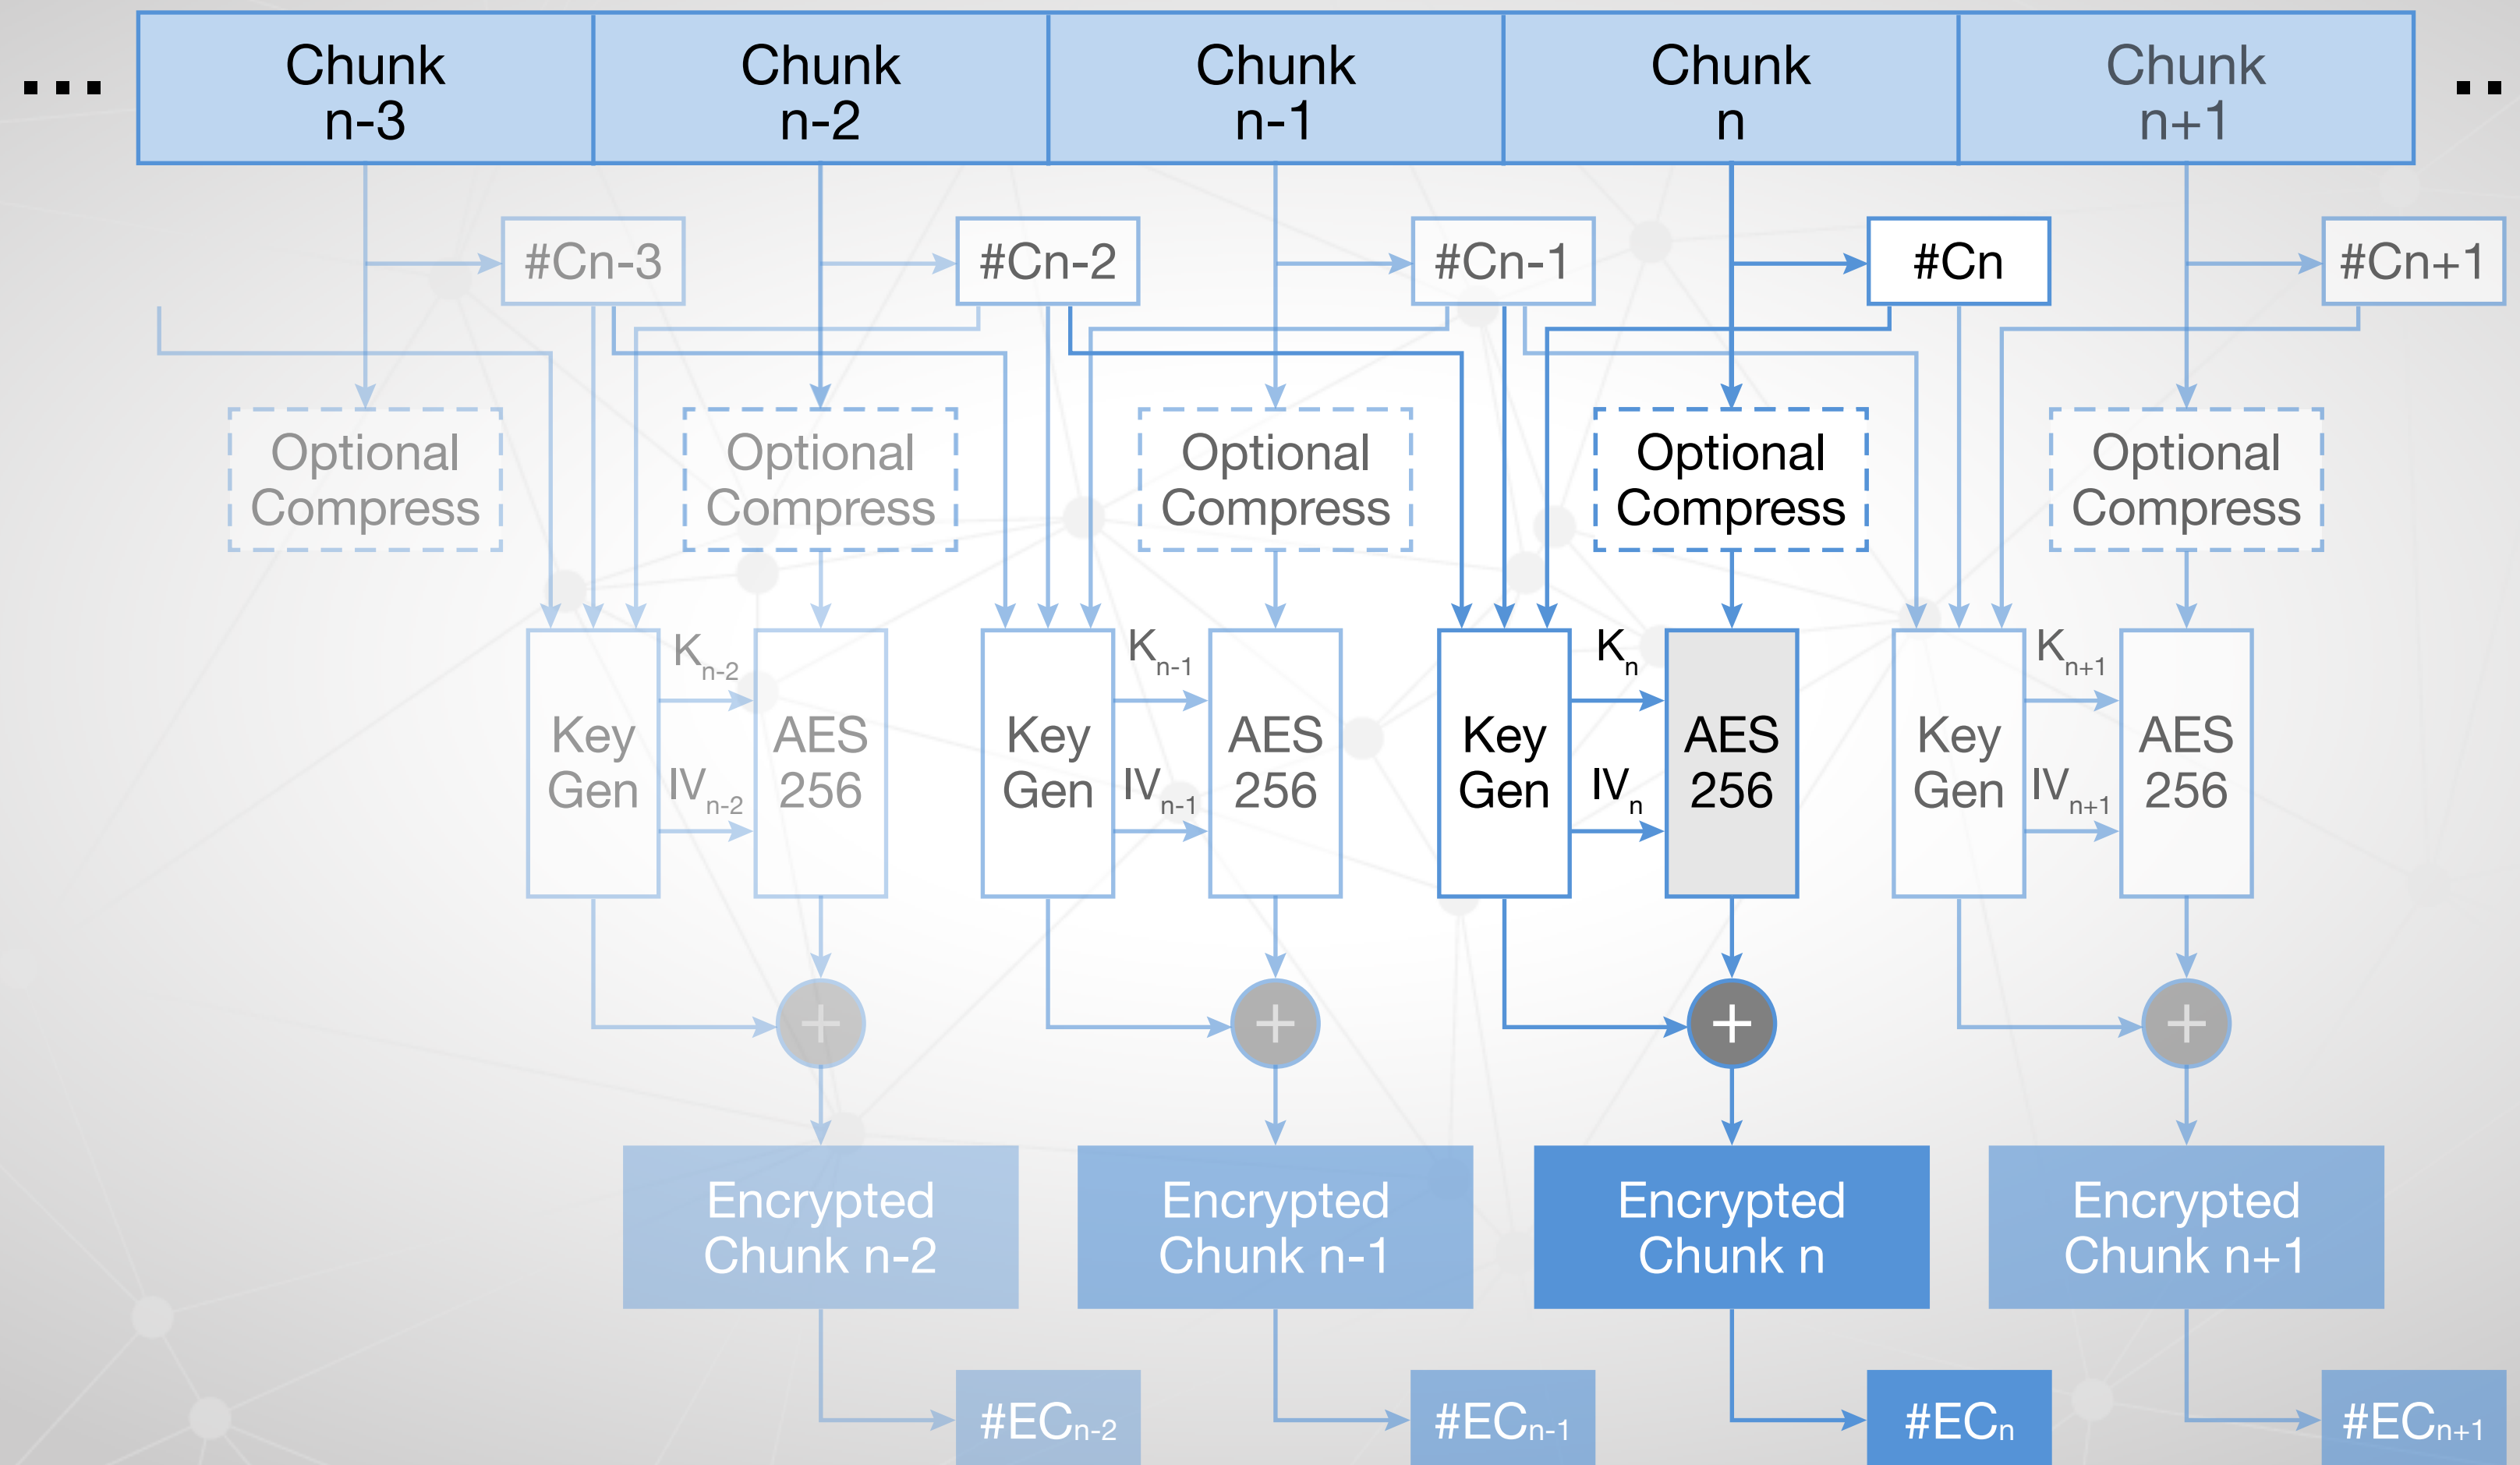 ... Chunk Chunk Chunk Chunk Chunk ..
n-3 n-2 n-1 n n+1
#Cn-3 #Cn-2 #Cn-1 #Cn #Cn+1
Optional Optional Optional Optional Optional
Compress Compress Compress Compress Compress
Kn-2 Kn-1 Kn Kn+1
Key AES Key AES Key AES Key AES
Gen IVn-2 256 Gen IVn-1 256 Gen IVn 256 Gen IVn+1 256
+ + + +
Encrypted Encrypted Encrypted Encrypted
Chunk n-2 Chunk n-1 Chunk n Chunk n+1
#ECn-2 #ECn-1 #ECn #ECn+1